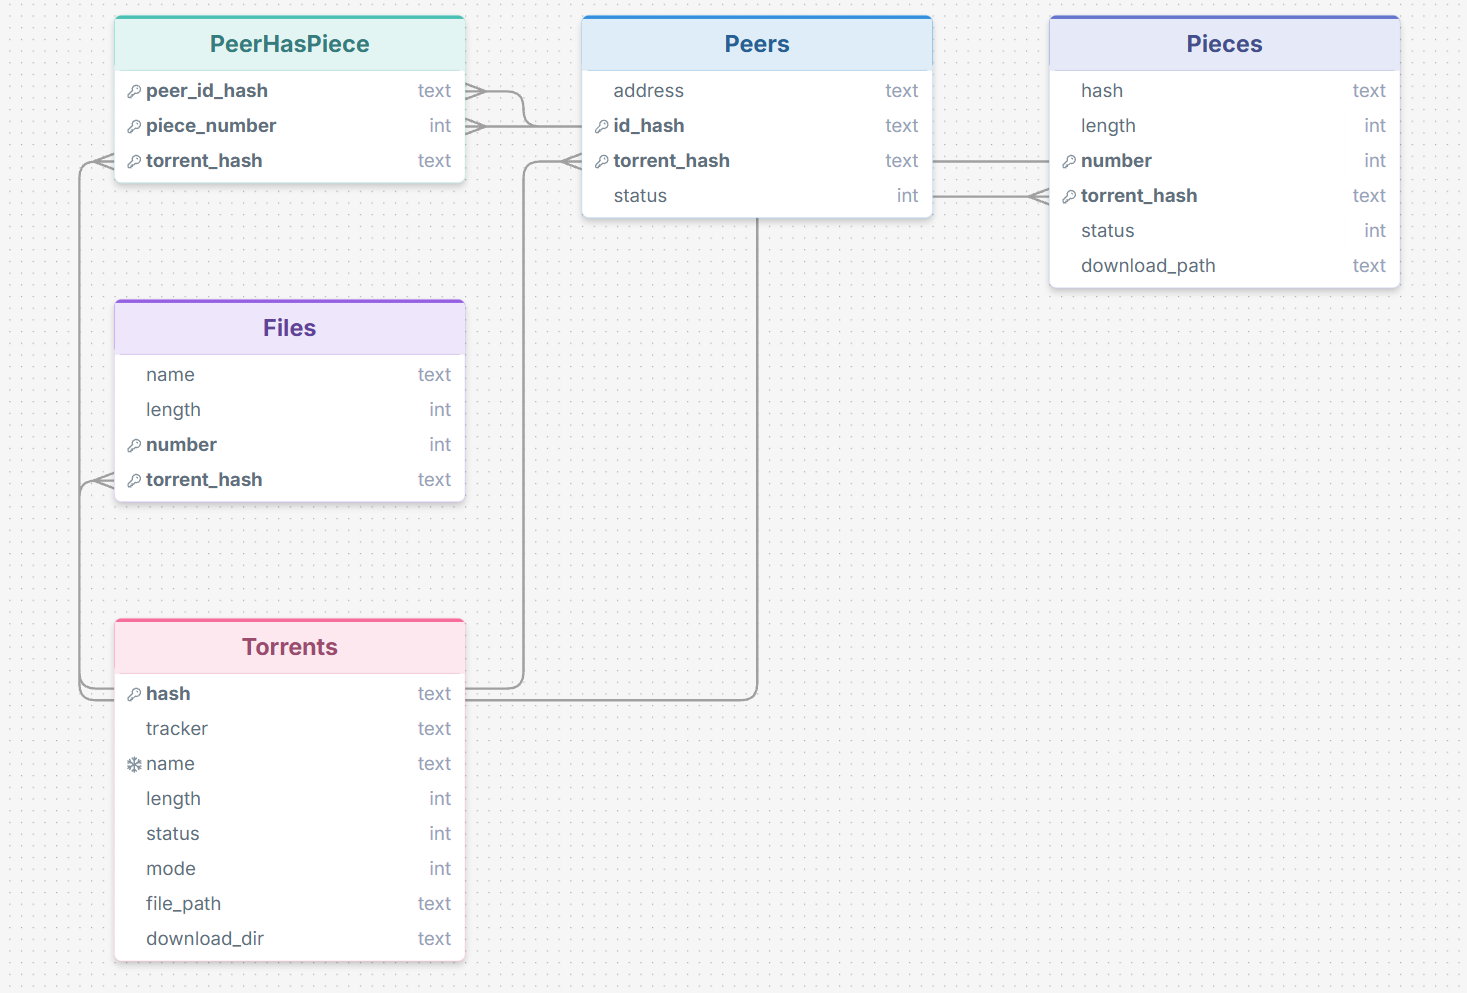 PeerHasPiece
peer_id_hash text
piece_number int
torrent_hash text
Peers
address text
id_hash text
torrent_hash text
status int
Pieces
hash text
length int
number int
torrent_hash text
status int
download_path text
Files
name text
length int
number int
torrent_hash text
Torrents
hash text
tracker text
name text
length int
status int
mode int
file_path text
download_dir text